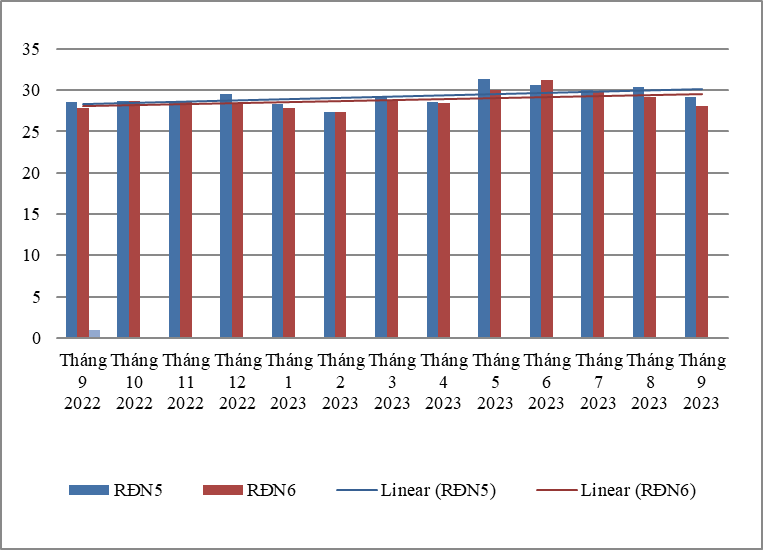 35
30
25
20
15
10
5
0
Tháng Tháng Tháng Tháng Tháng Tháng Tháng Tháng Tháng Tháng Tháng Tháng Tháng
9 10 11 12 1 2 3 4 5 6 7 8 9
2022 2022 2022 2022 2023 2023 2023 2023 2023 2023 2023 2023 2023
RĐN5 RĐN6 Linear (RĐN5) Linear (RĐN6)